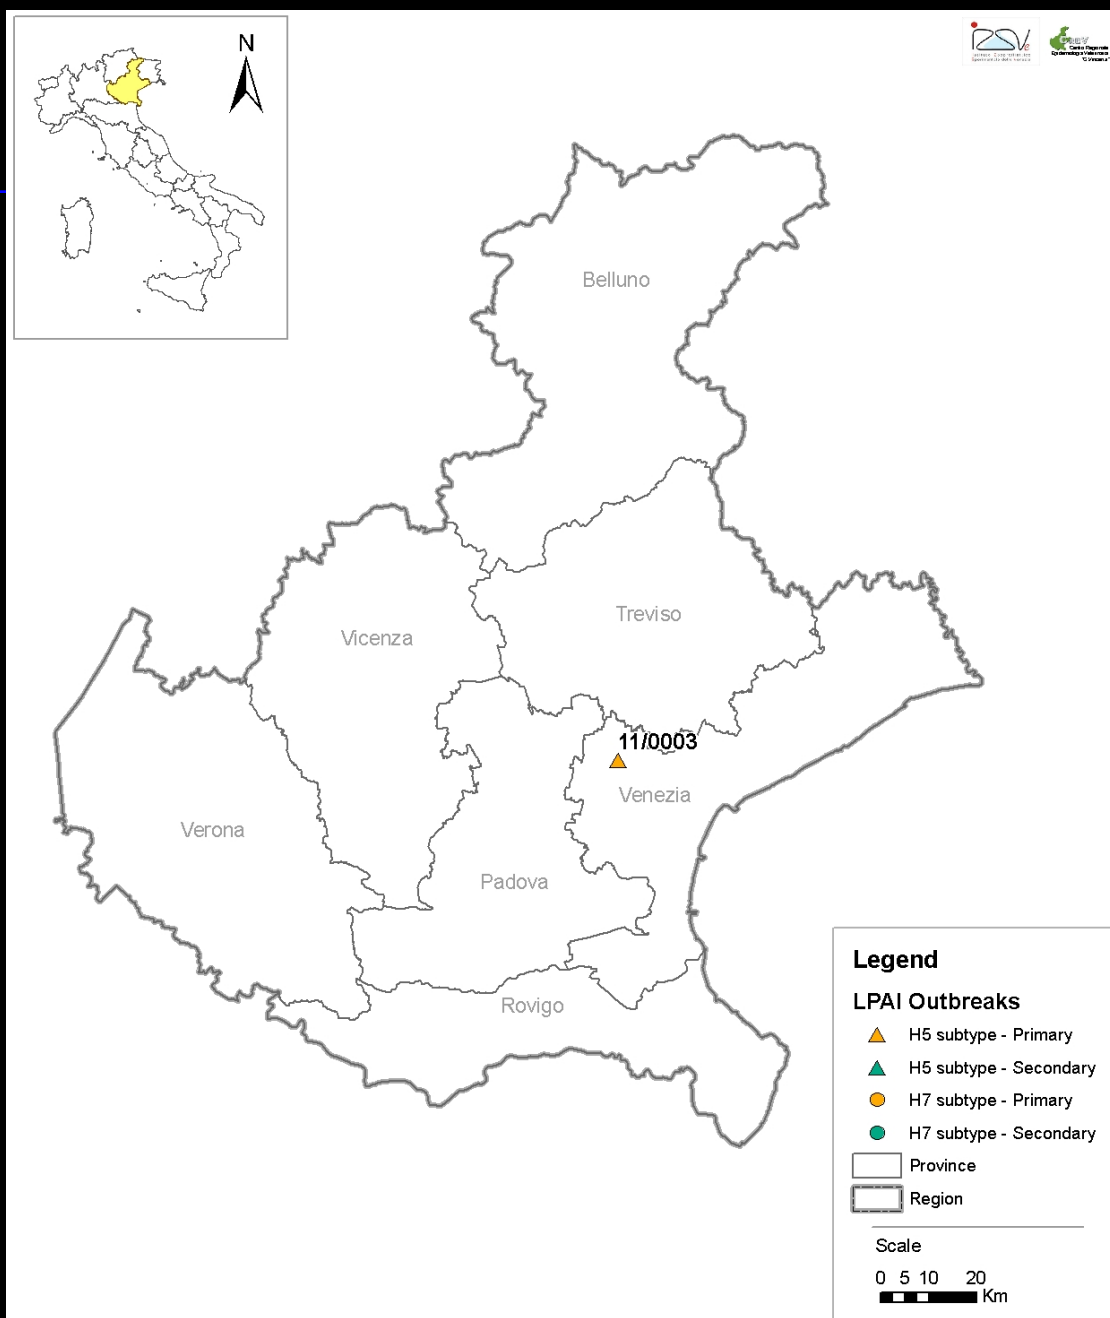 N
Belluno
Treviso
Vicenza
11/0003
Venezia
Verona
Padova
Rovigo
Legend
LPAI Outbreaks
H5 subtype - Primary
H5 subtype - Secondary
H7 subtype - Primary
H7 subtype - Secondary
Province
Region
Scale
0 5 10 20
Km